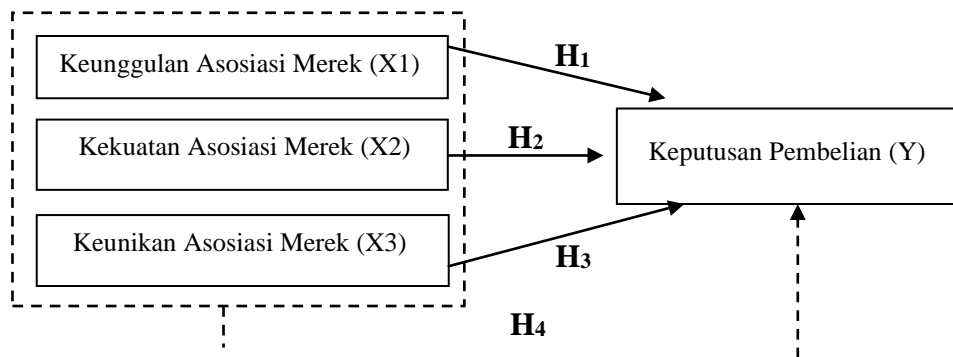 Keunggulan Asosiasi Merek (X1)
H1
Kekuatan Asosiasi Merek (X2)
H2
Keputusan Pembelian (Y)
Keunikan Asosiasi Merek (X3)
H3
H4